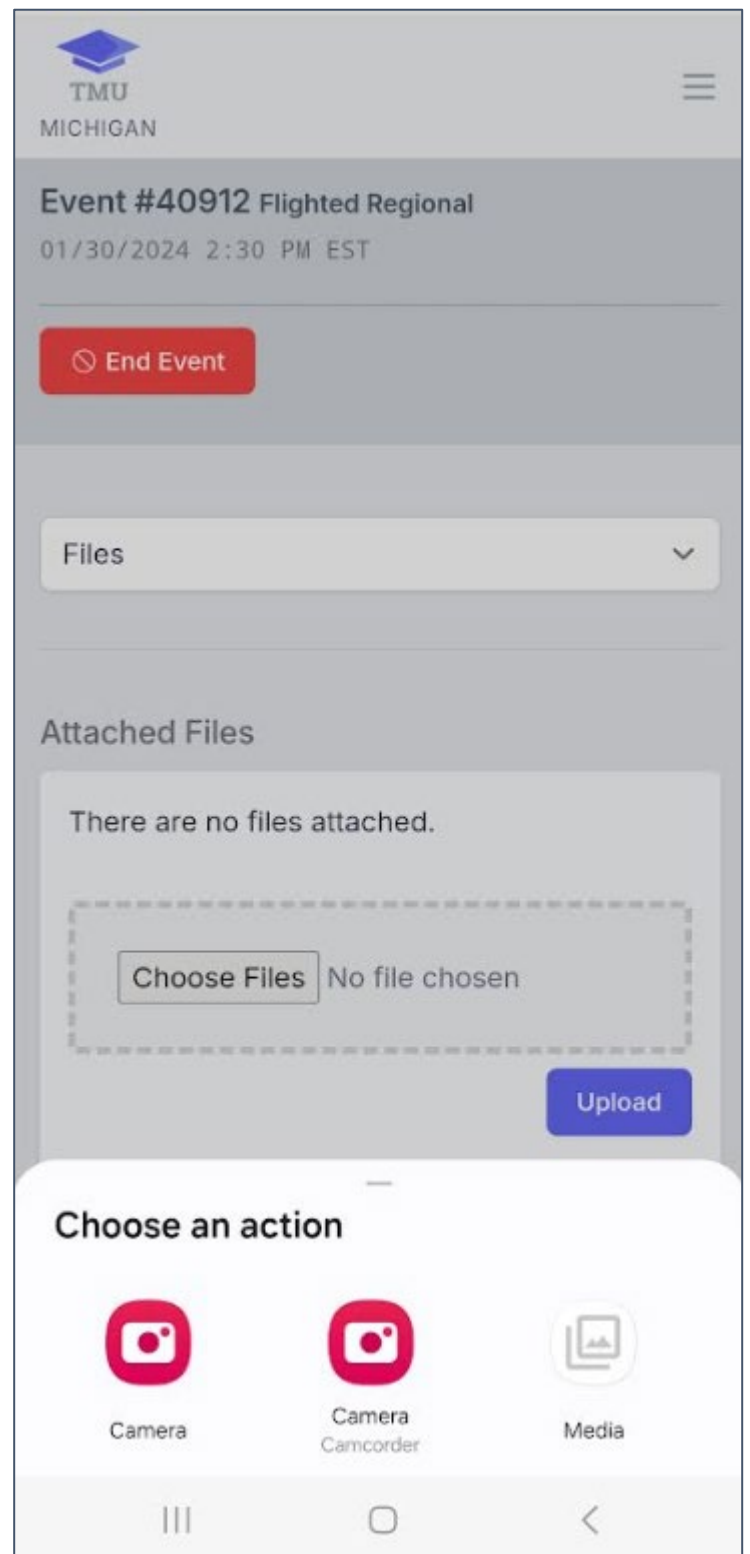 TMU
MICHIGAN
Event #40912 Flighted Regional
01/30/2024 2:30 PM EST
End Event
Files
Attached Files
There are no files attached.
Choose Files No file chosen
Upload
Choose an action
Camera
Camera
Camcorder
Media